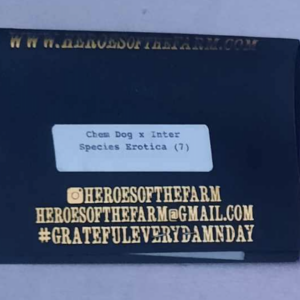 WWW.HEROESOFTHEFARM.COM
Chem Dog x Inter
Species Erotica (7)
HEROESOFTHEFARM
HEROESOFTHEFARM@GMAIL.COM
#GRATEFULEVERYDAMNDAY